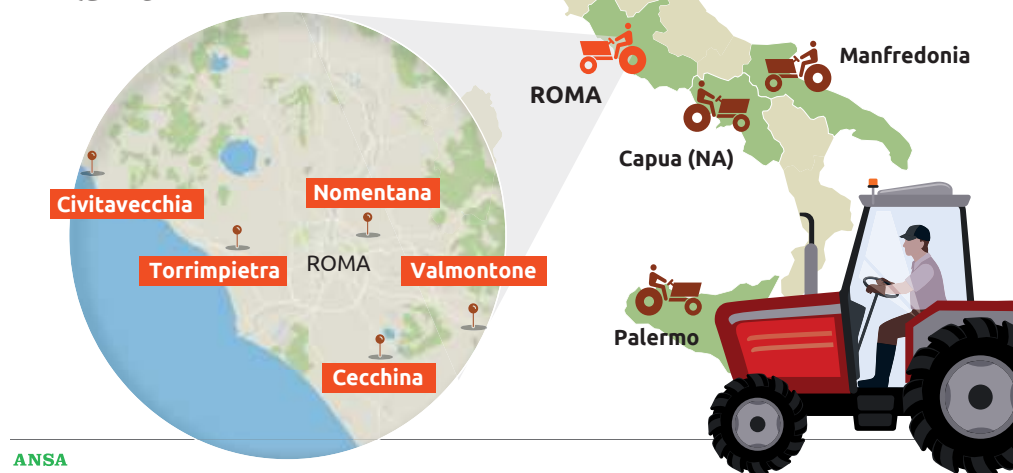 Manfredonia
ROMA
Capua (NA)
Nomentana
Civitavecchia
Torrimpietra
ROMA
Valmontone
Palermo
Cecchina
ANSA